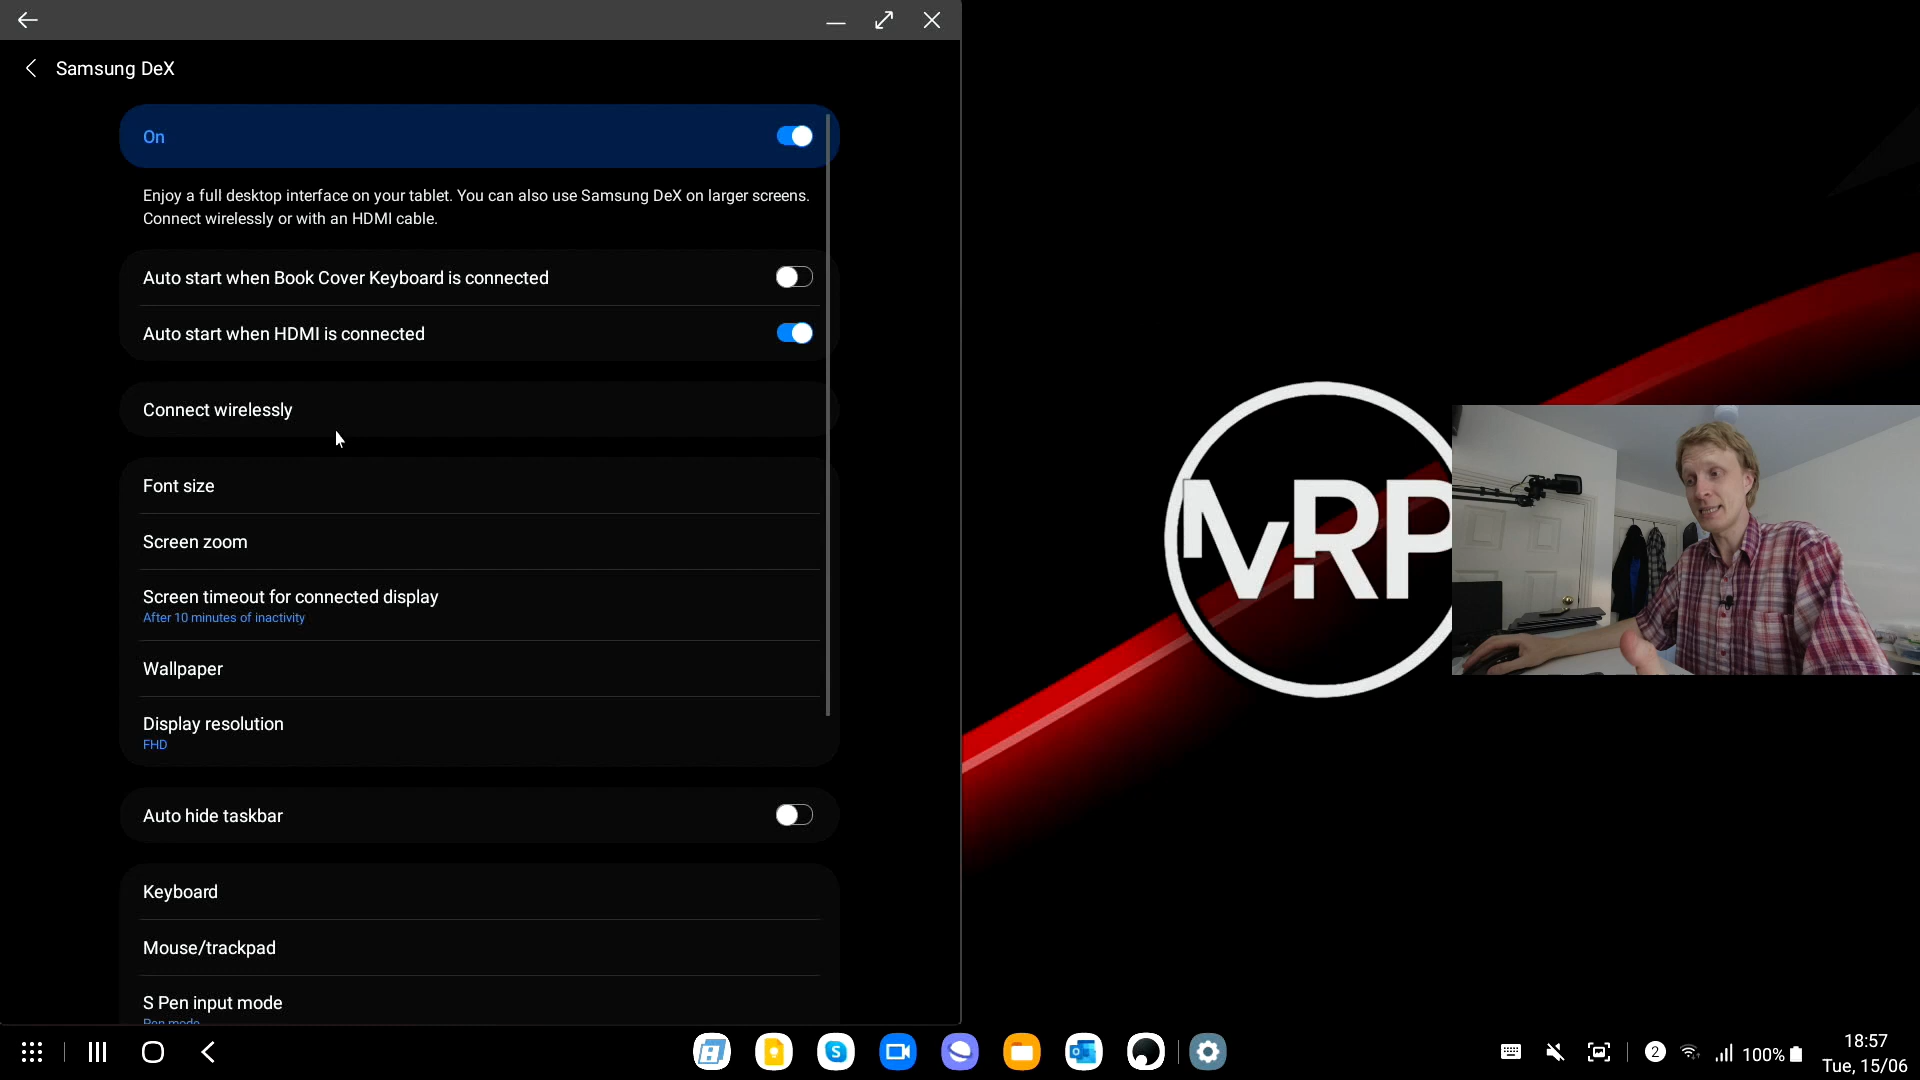 Samsung DeX
On
Enjoy a full desktop interface on your tablet. You can also use Samsung DeX on larger screens.
Connect wirelessly or with an HDMI cable.
Auto start when Book Cover Keyboard is connected
Auto start when HDMI is connected
Connect wirelessly
Font size
Screen zoom
Screen timeout for connected display
After 10 minutes of inactivity
Wallpaper
Display resolution
FHD
Auto hide taskbar
Keyboard
Mouse/trackpad
S Pen input mode
Pen mode
MRP
2
100%
18:57
Tue, 15/06